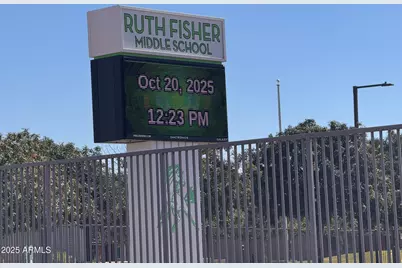 RUTH FISHER
MIDDLE SCHOOL
Oct 20, 2025
12:23 PM
2025 ARMLS